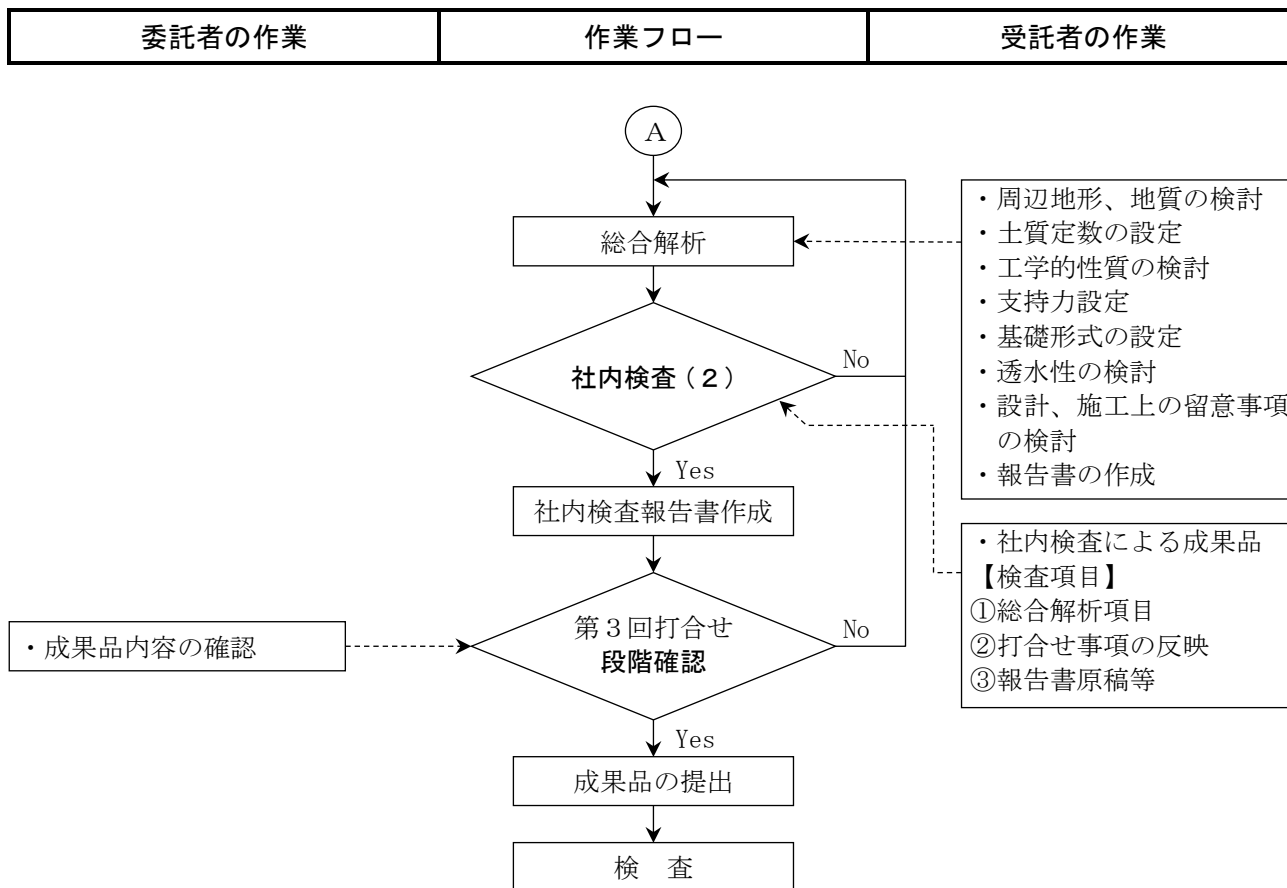 委託者の作業
作業フロー
受託者の作業
A
総合解析
・周辺地形、地質の検討
・土質定数の設定
・工学的性質の検討
・支持力設定
・基礎形式の設定
・透水性の検討
・設計、施工上の留意事項
の検討
・報告書の作成
社内検査(2)
No
Yes
社内検査報告書作成
・社内検査による成果品
【検査項目】
①総合解析項目
②打合せ事項の反映
③報告書原稿等
・成果品内容の確認
第3回打合せ
段階確認
No
Yes
成果品の提出
検　査